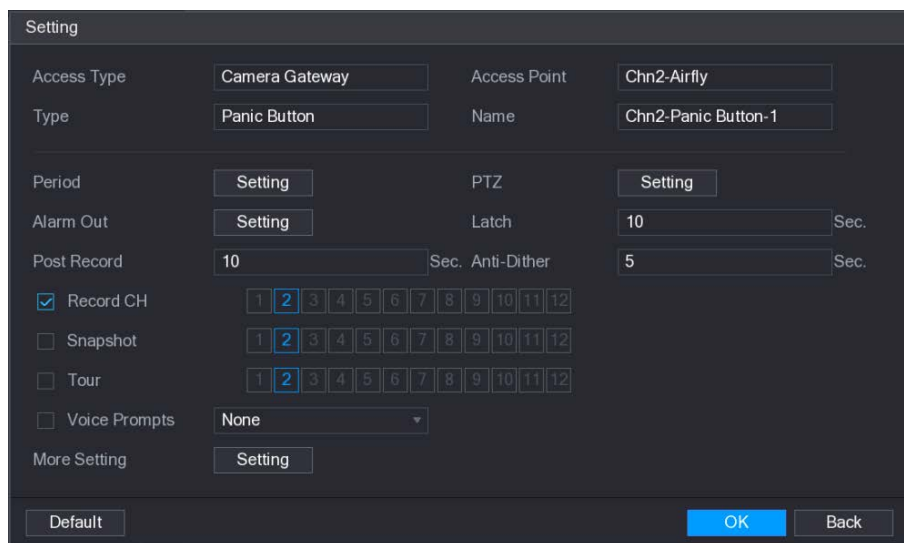 Setting
Access Type Camera Gateway Access Point Chn2-Airfly
Type Panic Button Name Chn2-Panic Button-1
Period Setting PTZ Setting
Alarm Out Setting Latch 10 Sec.
Post Record 10 Sec. Anti-Dither 5 Sec.
Record CH 1 2 3 4 5 6 7 8 9 10 11 12
Snapshot 1 2 3 4 5 6 7 8 9 10 11 12
Tour 1 2 3 4 5 6 7 8 9 10 11 12
Voice Prompts None
More Setting Setting
Default OK Back